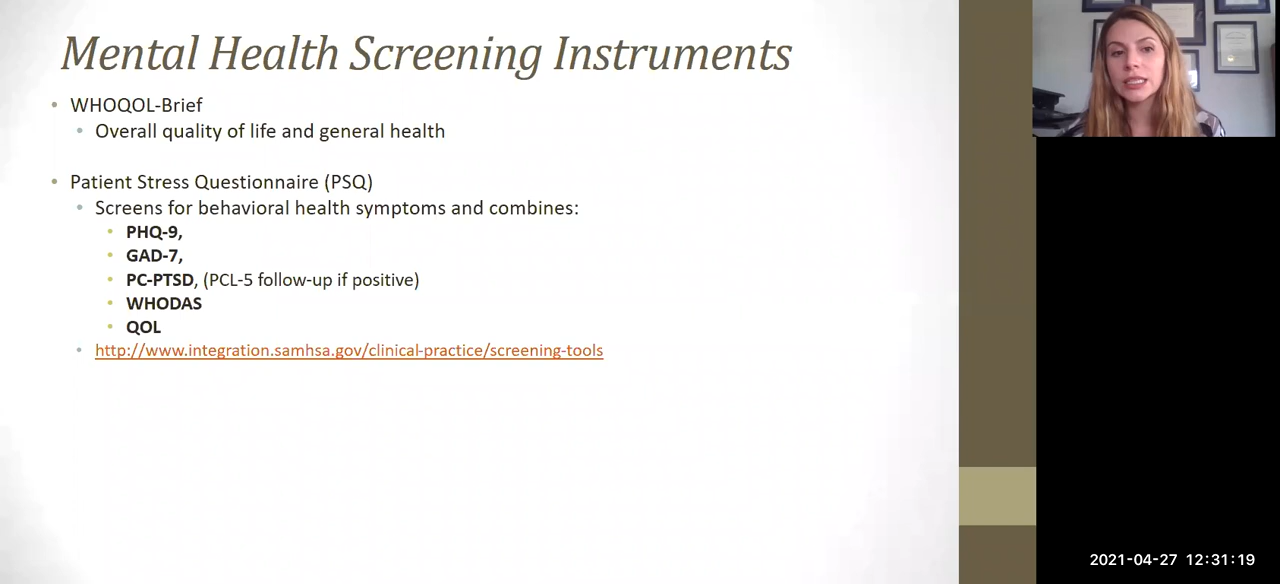 Mental Health Screening Instruments
• WHOQOL-Brief
• Overall quality of life and general health
• Patient Stress Questionnaire (PSQ)
• Screens for behavioral health symptoms and combines:
• PHQ-9,
• GAD-7,
• PC-PTSD, (PCL-5 follow-up if positive)
• WHODAS
• QOL
• http://www.integration.samhsa.gov/clinical-practice/screening-tools
2021-04-27 12:31:19